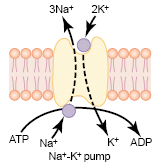 3Na⁺ 2K⁺
ATP Na⁺ K⁺ ADP
Na⁺-K⁺ pump